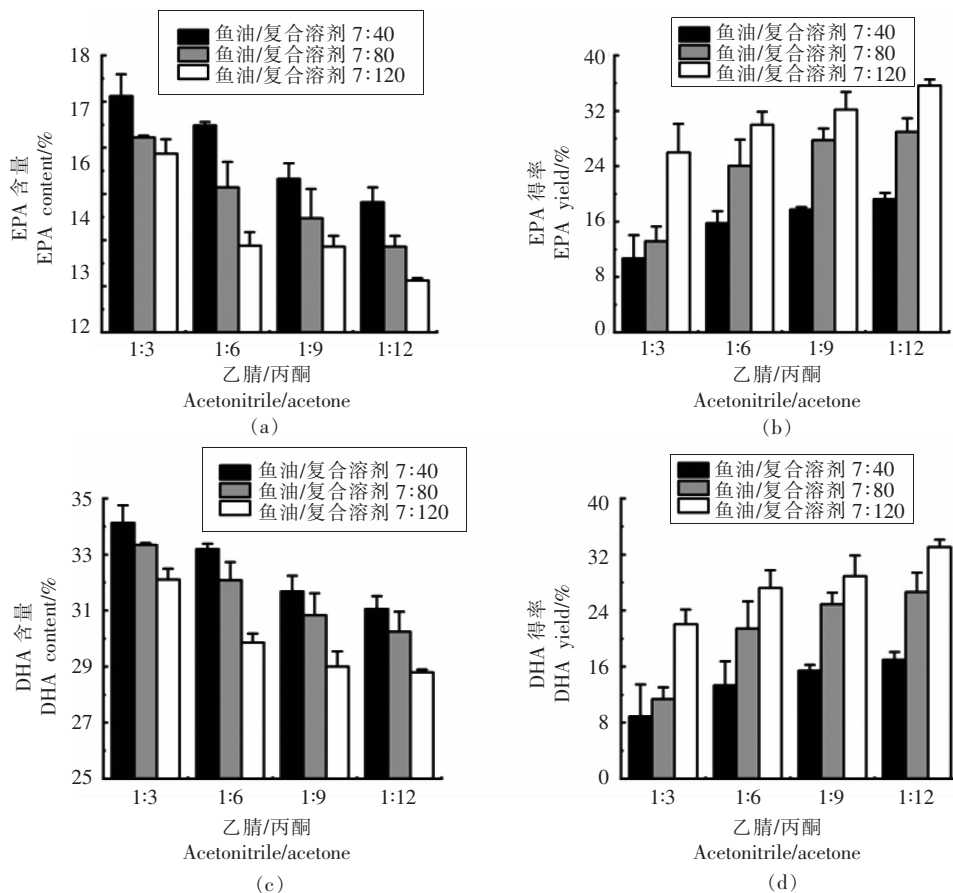 鱼油/复合溶剂 7∶40
鱼油/复合溶剂 7∶80
鱼油/复合溶剂 7∶120
18
17
16
14
13
12
EPA 含量/%
EPA content/%
1∶3 1∶6 1∶9 1∶12
乙腈/丙酮
Acetonitrile/acetone
(a)
鱼油/复合溶剂 7∶40
鱼油/复合溶剂 7∶80
鱼油/复合溶剂 7∶120
40
32
24
16
8
0
EPA 得率/%
EPA yield/%
1∶3 1∶6 1∶9 1∶12
乙腈/丙酮
Acetonitrile/acetone
(b)
鱼油/复合溶剂 7∶40
鱼油/复合溶剂 7∶80
鱼油/复合溶剂 7∶120
35
33
31
29
27
25
DHA 含量/%
DHA content/%
1∶3 1∶6 1∶9 1∶12
乙腈/丙酮
Acetonitrile/acetone
(c)
鱼油/复合溶剂 7∶40
鱼油/复合溶剂 7∶80
鱼油/复合溶剂 7∶120
40
32
24
16
8
0
DHA 得率/%
DHA yield/%
1∶3 1∶6 1∶9 1∶12
乙腈/丙酮
Acetonitrile/acetone
(d)